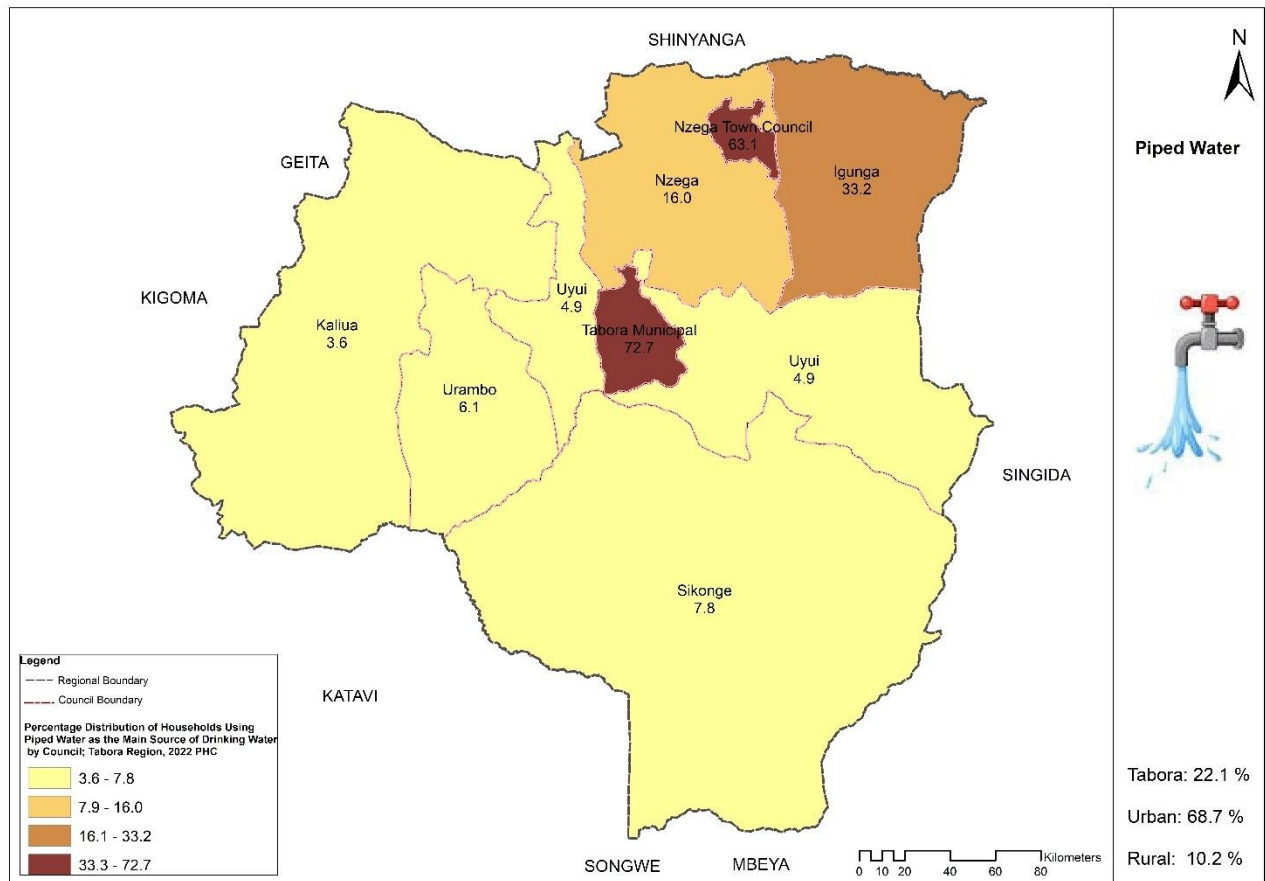 SHINYANGA
N
Nzega Town Council
63.1
Piped Water
GEITA
Igunga
33.2
Nzega
16.0
KIGOMA
Uyui
4.9
Kaliua
3.6
Tabora Municipal
72.7
Uyui
4.9
Urambo
6.1
SINGIDA
Sikonge
7.8
KATAVI
Legend
Regional Boundary
Council Boundary
Percentage Distribution of Households Using
Piped Water as the Main Source of Drinking Water
by Council; Tabora Region, 2022 PHC
3.6 - 7.8
7.9 - 16.0
16.1 - 33.2
33.3 - 72.7
SONGWE
MBEYA
Kilometers
0 10 20 40 60 80
Tabora: 22.1 %
Urban: 68.7 %
Rural: 10.2 %